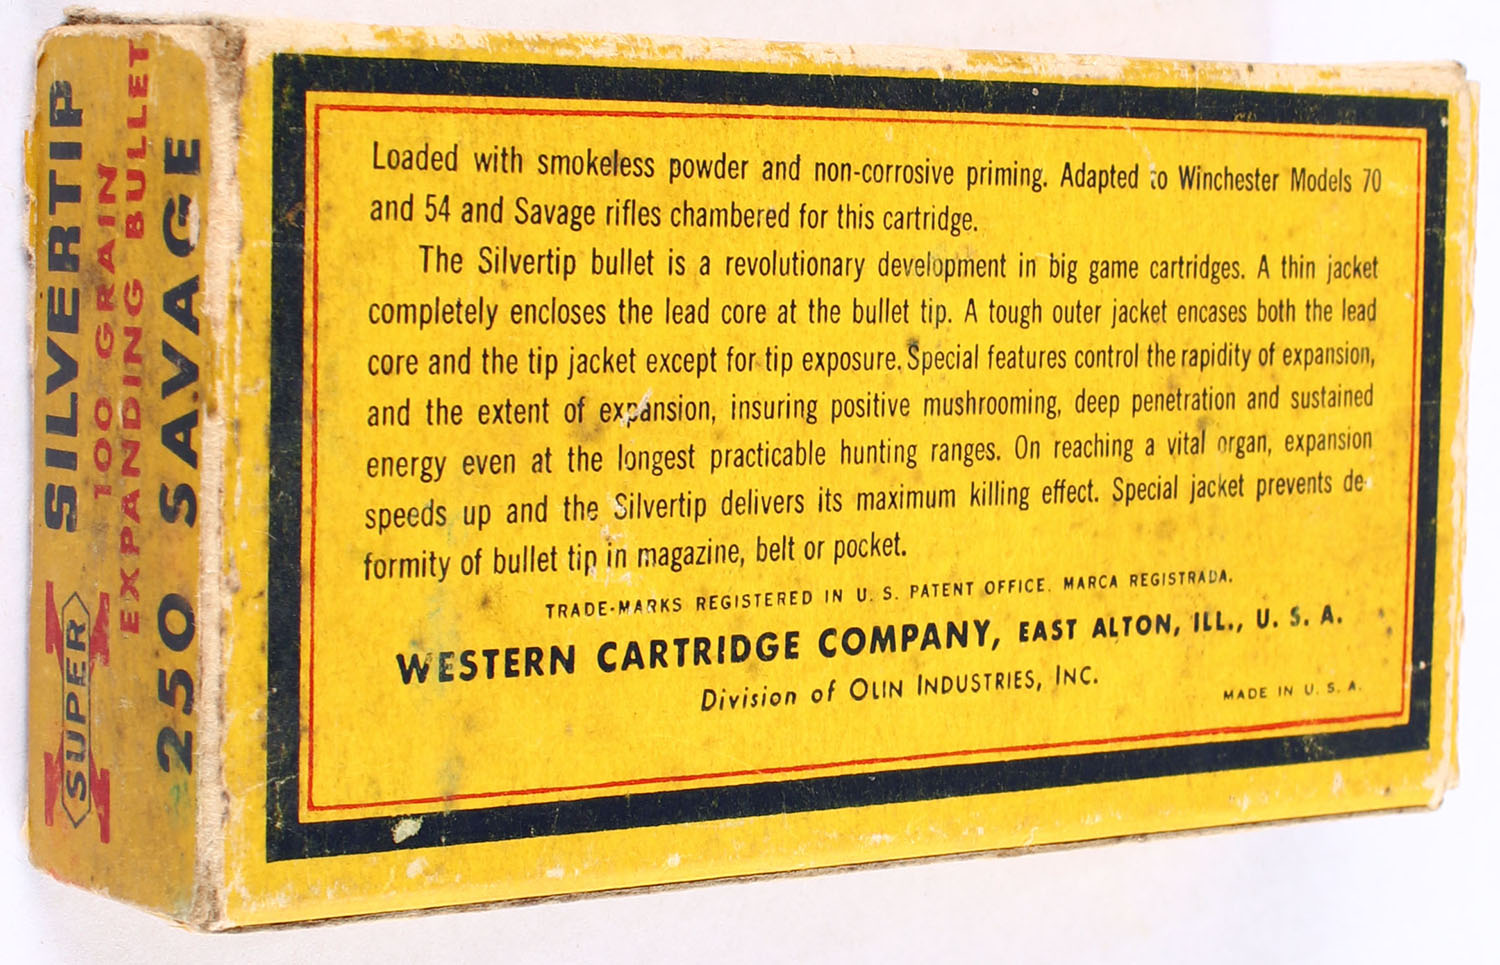 SUPER X SILVERTIP
100 GRAIN
EXPANDING BULLET
250 SAVAGE
Loaded with smokeless powder and non-corrosive priming. Adapted to Winchester Models 70
and 54 and Savage rifles chambered for this cartridge.
The Silvertip bullet is a revolutionary development in big game cartridges. A thin jacket
completely encloses the lead core at the bullet tip. A tough outer jacket encases both the lead
core and the tip jacket except for tip exposure. Special features control the rapidity of expansion,
and the extent of expansion, insuring positive mushrooming, deep penetration and sustained
energy even at the longest practicable hunting ranges. On reaching a vital organ, expansion
speeds up and the Silvertip delivers its maximum killing effect. Special jacket prevents de-
formity of bullet tip in magazine, belt or pocket.
TRADE-MARKS REGISTERED IN U. S. PATENT OFFICE. MARCA REGISTRADA.
WESTERN CARTRIDGE COMPANY, EAST ALTON, ILL., U. S. A.
Division of OLIN INDUSTRIES, INC.
MADE IN U. S. A.